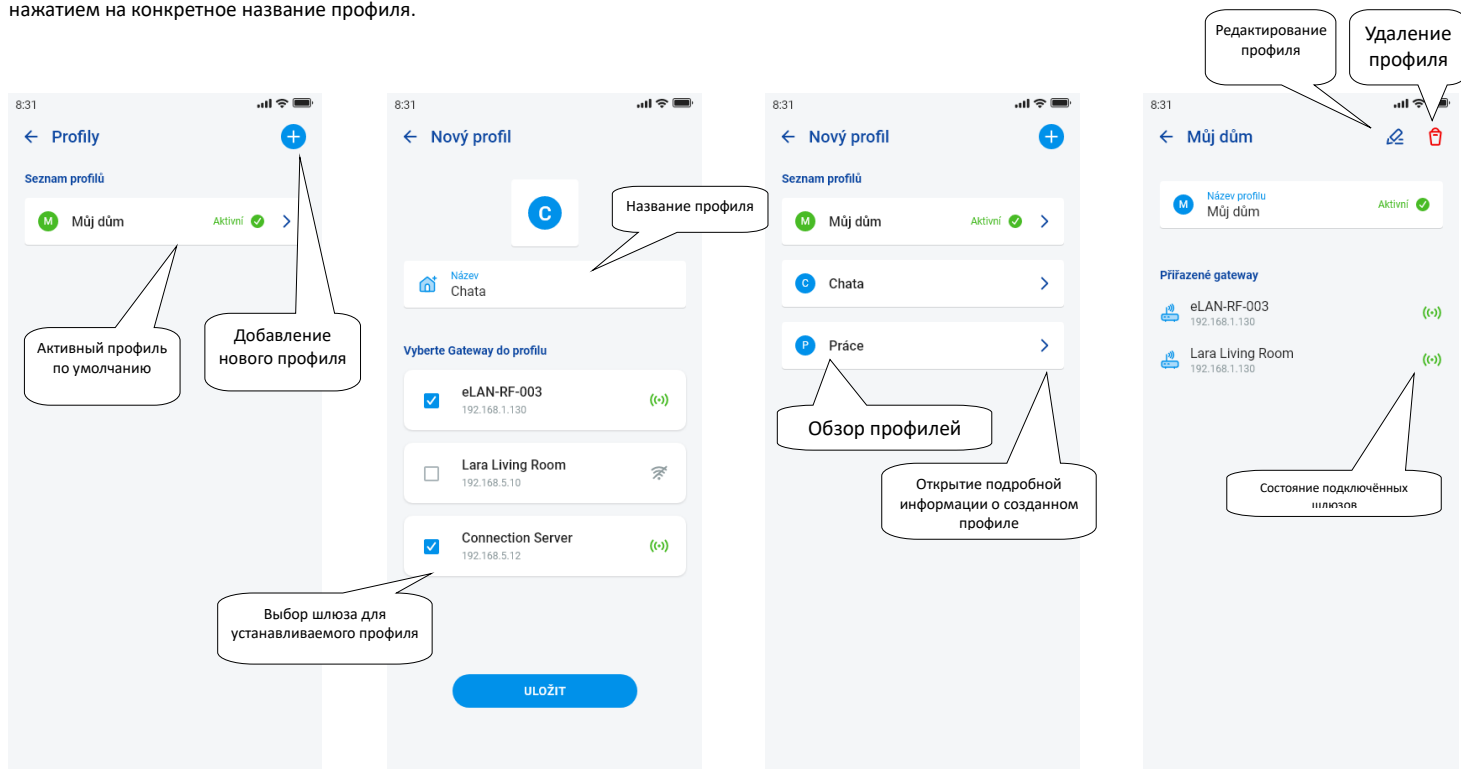 нажатием на конкретное название профиля.
Редактирование
профиля
Удаление
профиля
8:31
Profily
Seznam profilů
M
Můj dům
Aktivní
Активный профиль
по умолчанию
Добавление
нового профиля
8:31
Nový profil
C
Название профиля
Název
Chata
Vyberte Gateway do profilu
eLAN-RF-003
192.168.1.130
Lara Living Room
192.168.5.10
Connection Server
192.168.5.12
Выбор шлюза для
устанавливаемого профиля
ULOŽIT
8:31
Nový profil
Seznam profilů
M
Můj dům
Aktivní
C
Chata
P
Práce
Обзор профилей
Открытие подробной
информации о созданном
профиле
8:31
Můj dům
M
Název profilu
Můj dům
Aktivní
Přiřazené gateway
eLAN-RF-003
192.168.1.130
Lara Living Room
192.168.1.130
Состояние подключённых
шлюзов